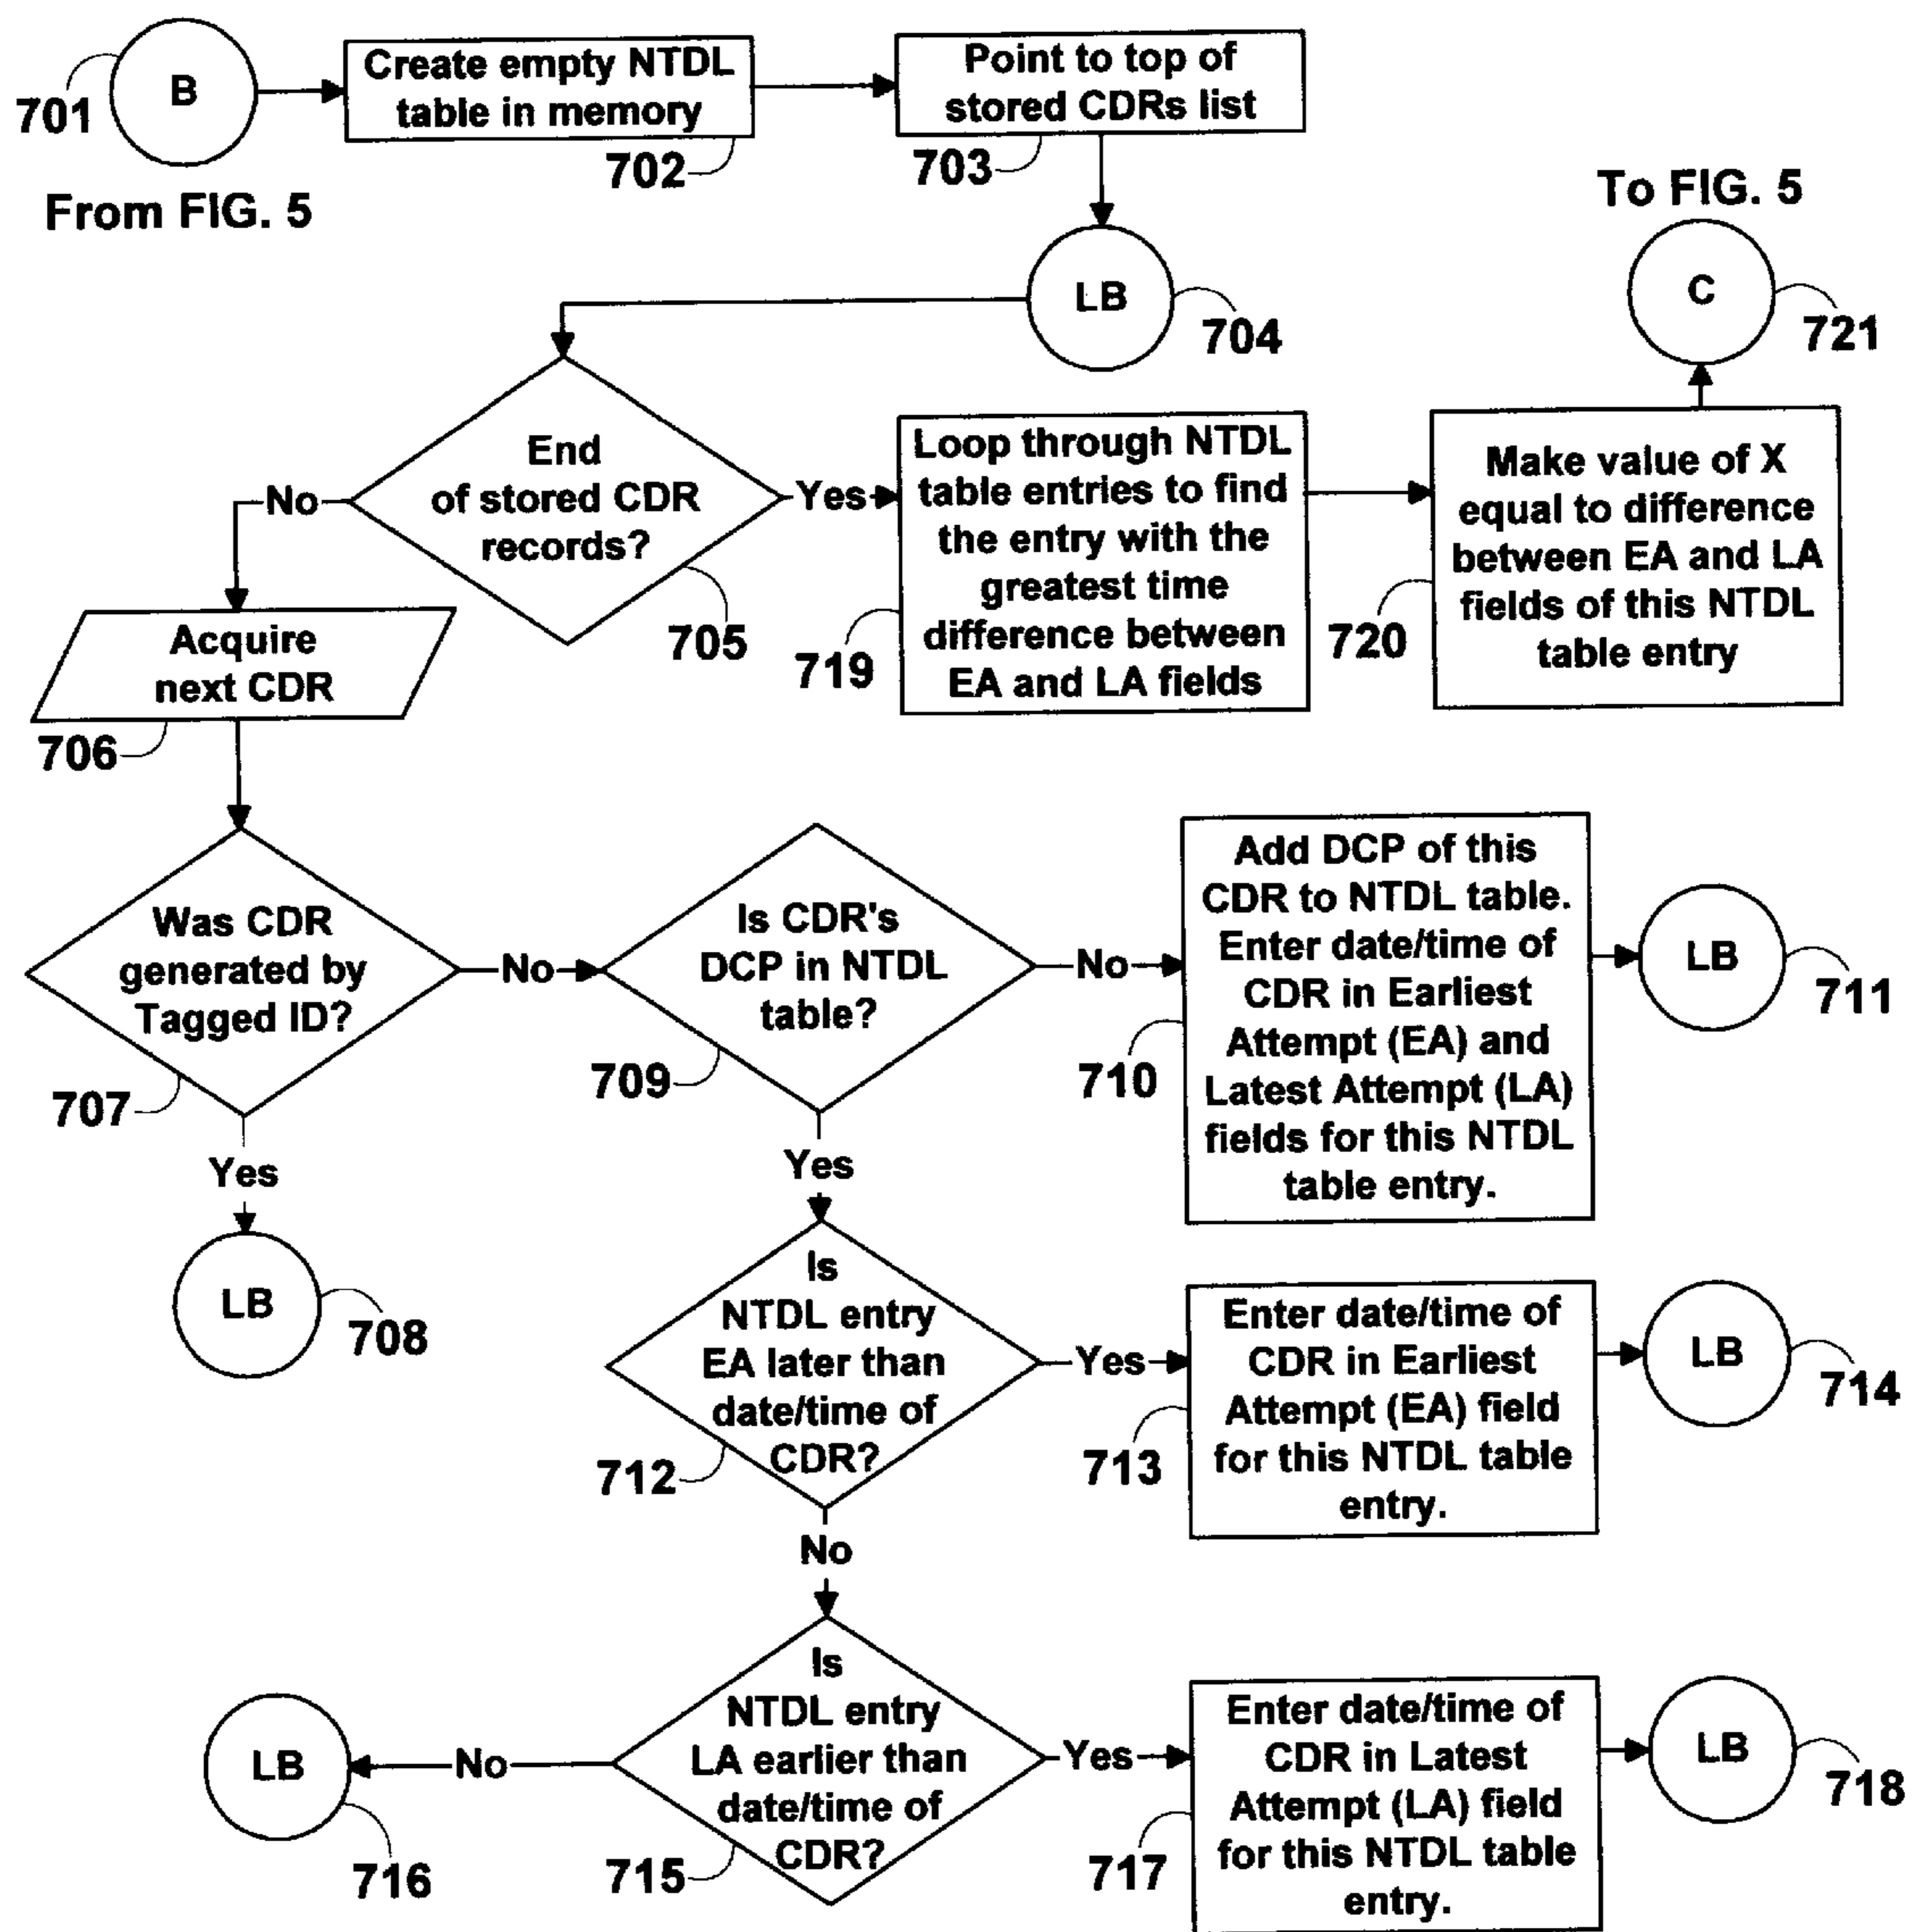 B
701
From FIG. 5
Create empty NTDL
table in memory
702
Point to top of
stored CDRs list
703
LB
704
To FIG. 5
C
721
End
of stored CDR
records?
705
No
Yes
Loop through NTDL
table entries to find
the entry with the
greatest time
difference between
EA and LA fields
719
Make value of X
equal to difference
between EA and LA
fields of this NTDL
table entry
720
Acquire
next CDR
706
Was CDR
generated by
Tagged ID?
707
No
Yes
LB
708
Is CDR's
DCP in NTDL
table?
709
No
Yes
Add DCP of this
CDR to NTDL table.
Enter date/time of
CDR in Earliest
Attempt (EA) and
Latest Attempt (LA)
fields for this NTDL
table entry.
710
LB
711
Is
NTDL entry
EA later than
date/time of
CDR?
712
Yes
No
Enter date/time of
CDR in Earliest
Attempt (EA) field
for this NTDL table
entry.
713
LB
714
Is
NTDL entry
LA earlier than
date/time of
CDR?
715
No
LB
716
Yes
Enter date/time of
CDR in Latest
Attempt (LA) field
for this NTDL table
entry.
717
LB
718